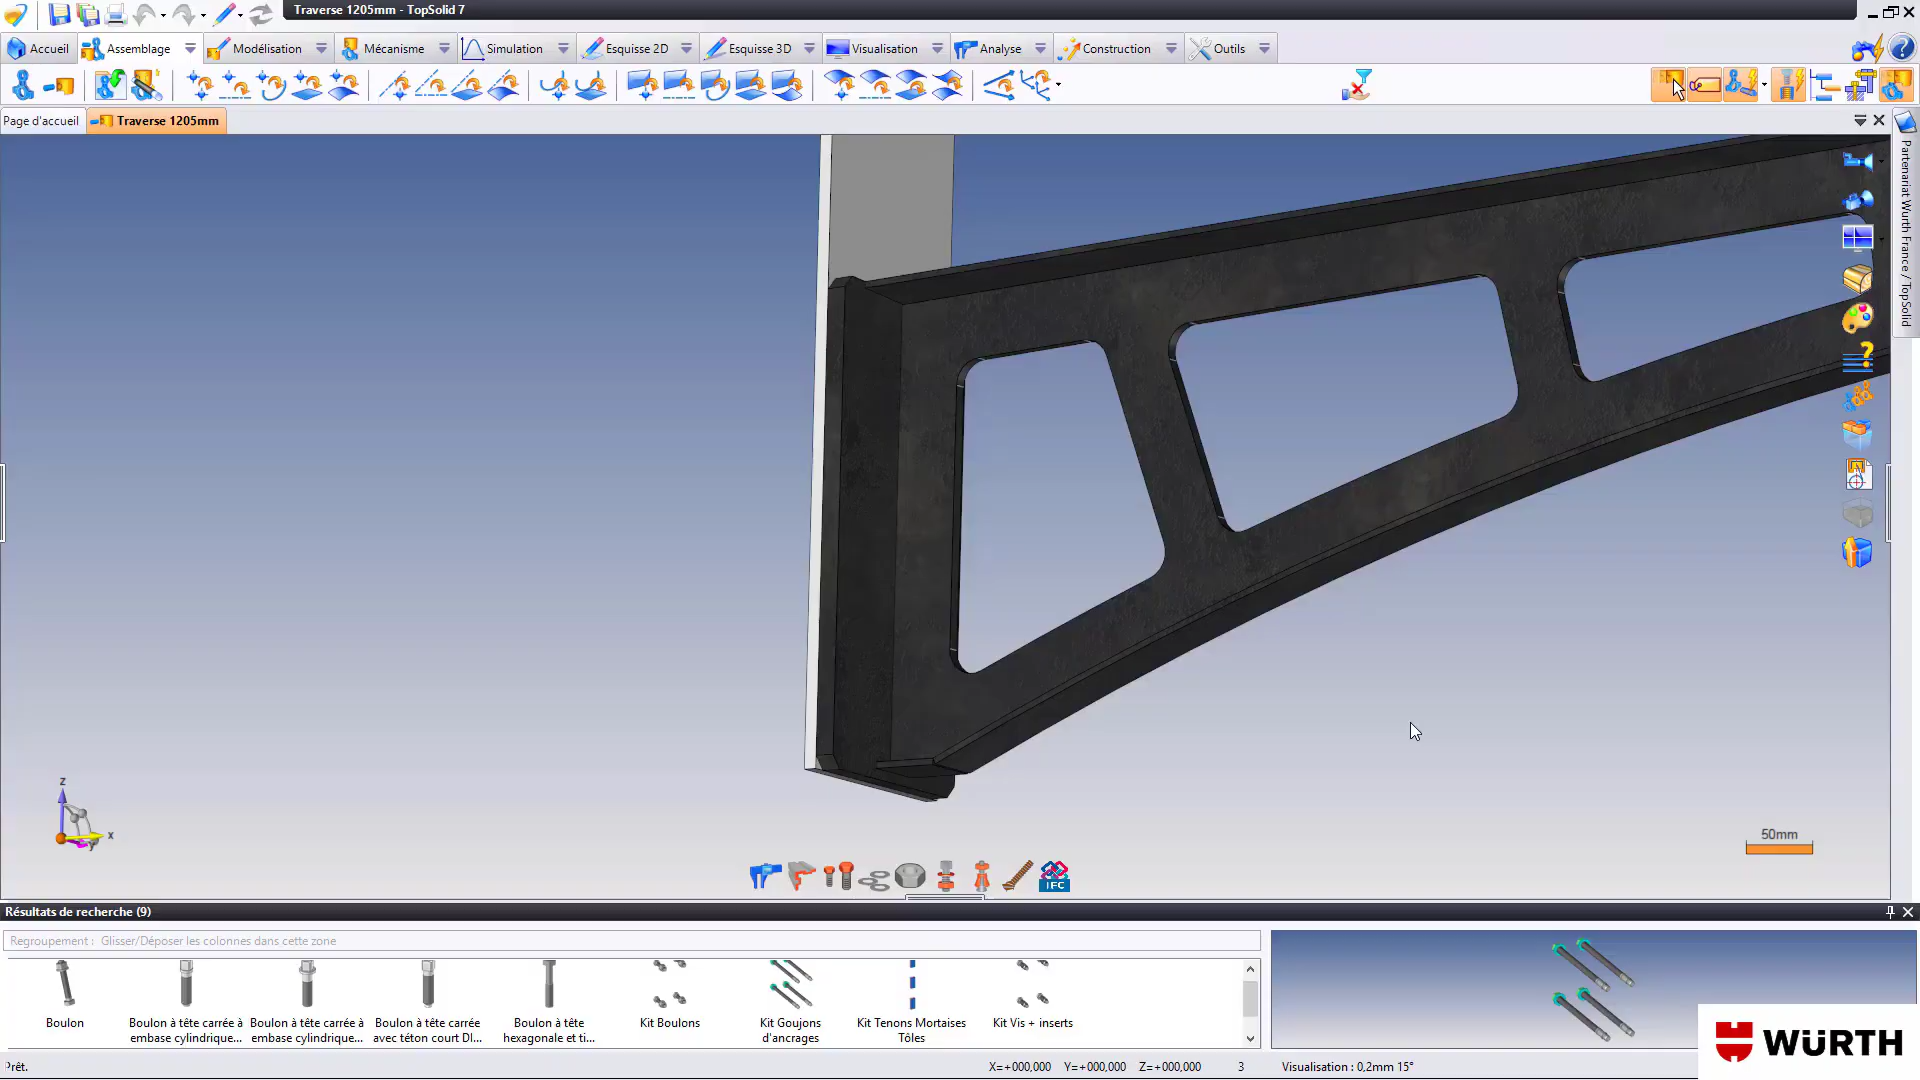 Traverse 1205mm - TopSolid 7
Accueil
Assemblage
Modélisation
Mécanisme
Simulation
Esquisse 2D
Esquisse 3D
Visualisation
Analyse
Construction
Outils
Page d'accueil
Traverse 1205mm
Partenariat Wurth France / TopSolid
z
x
y
50mm
IFC
Résultats de recherche (9)
Regroupement : Glisser/Déposer les colonnes dans cette zone
Boulon
Boulon à tête carrée à
embase cylindrique...
Boulon à tête carrée à
embase cylindrique...
Boulon à tête carrée
avec téton court DI...
Boulon à tête
hexagonale et ti...
Kit Boulons
Kit Goujons
d'ancrages
Kit Tenons Mortaises
Tôles
Kit Vis + inserts
WÜRTH
Prêt.
X=+000,000 Y=+000,000 Z=+000,000
3
Visualisation : 0,2mm 15°